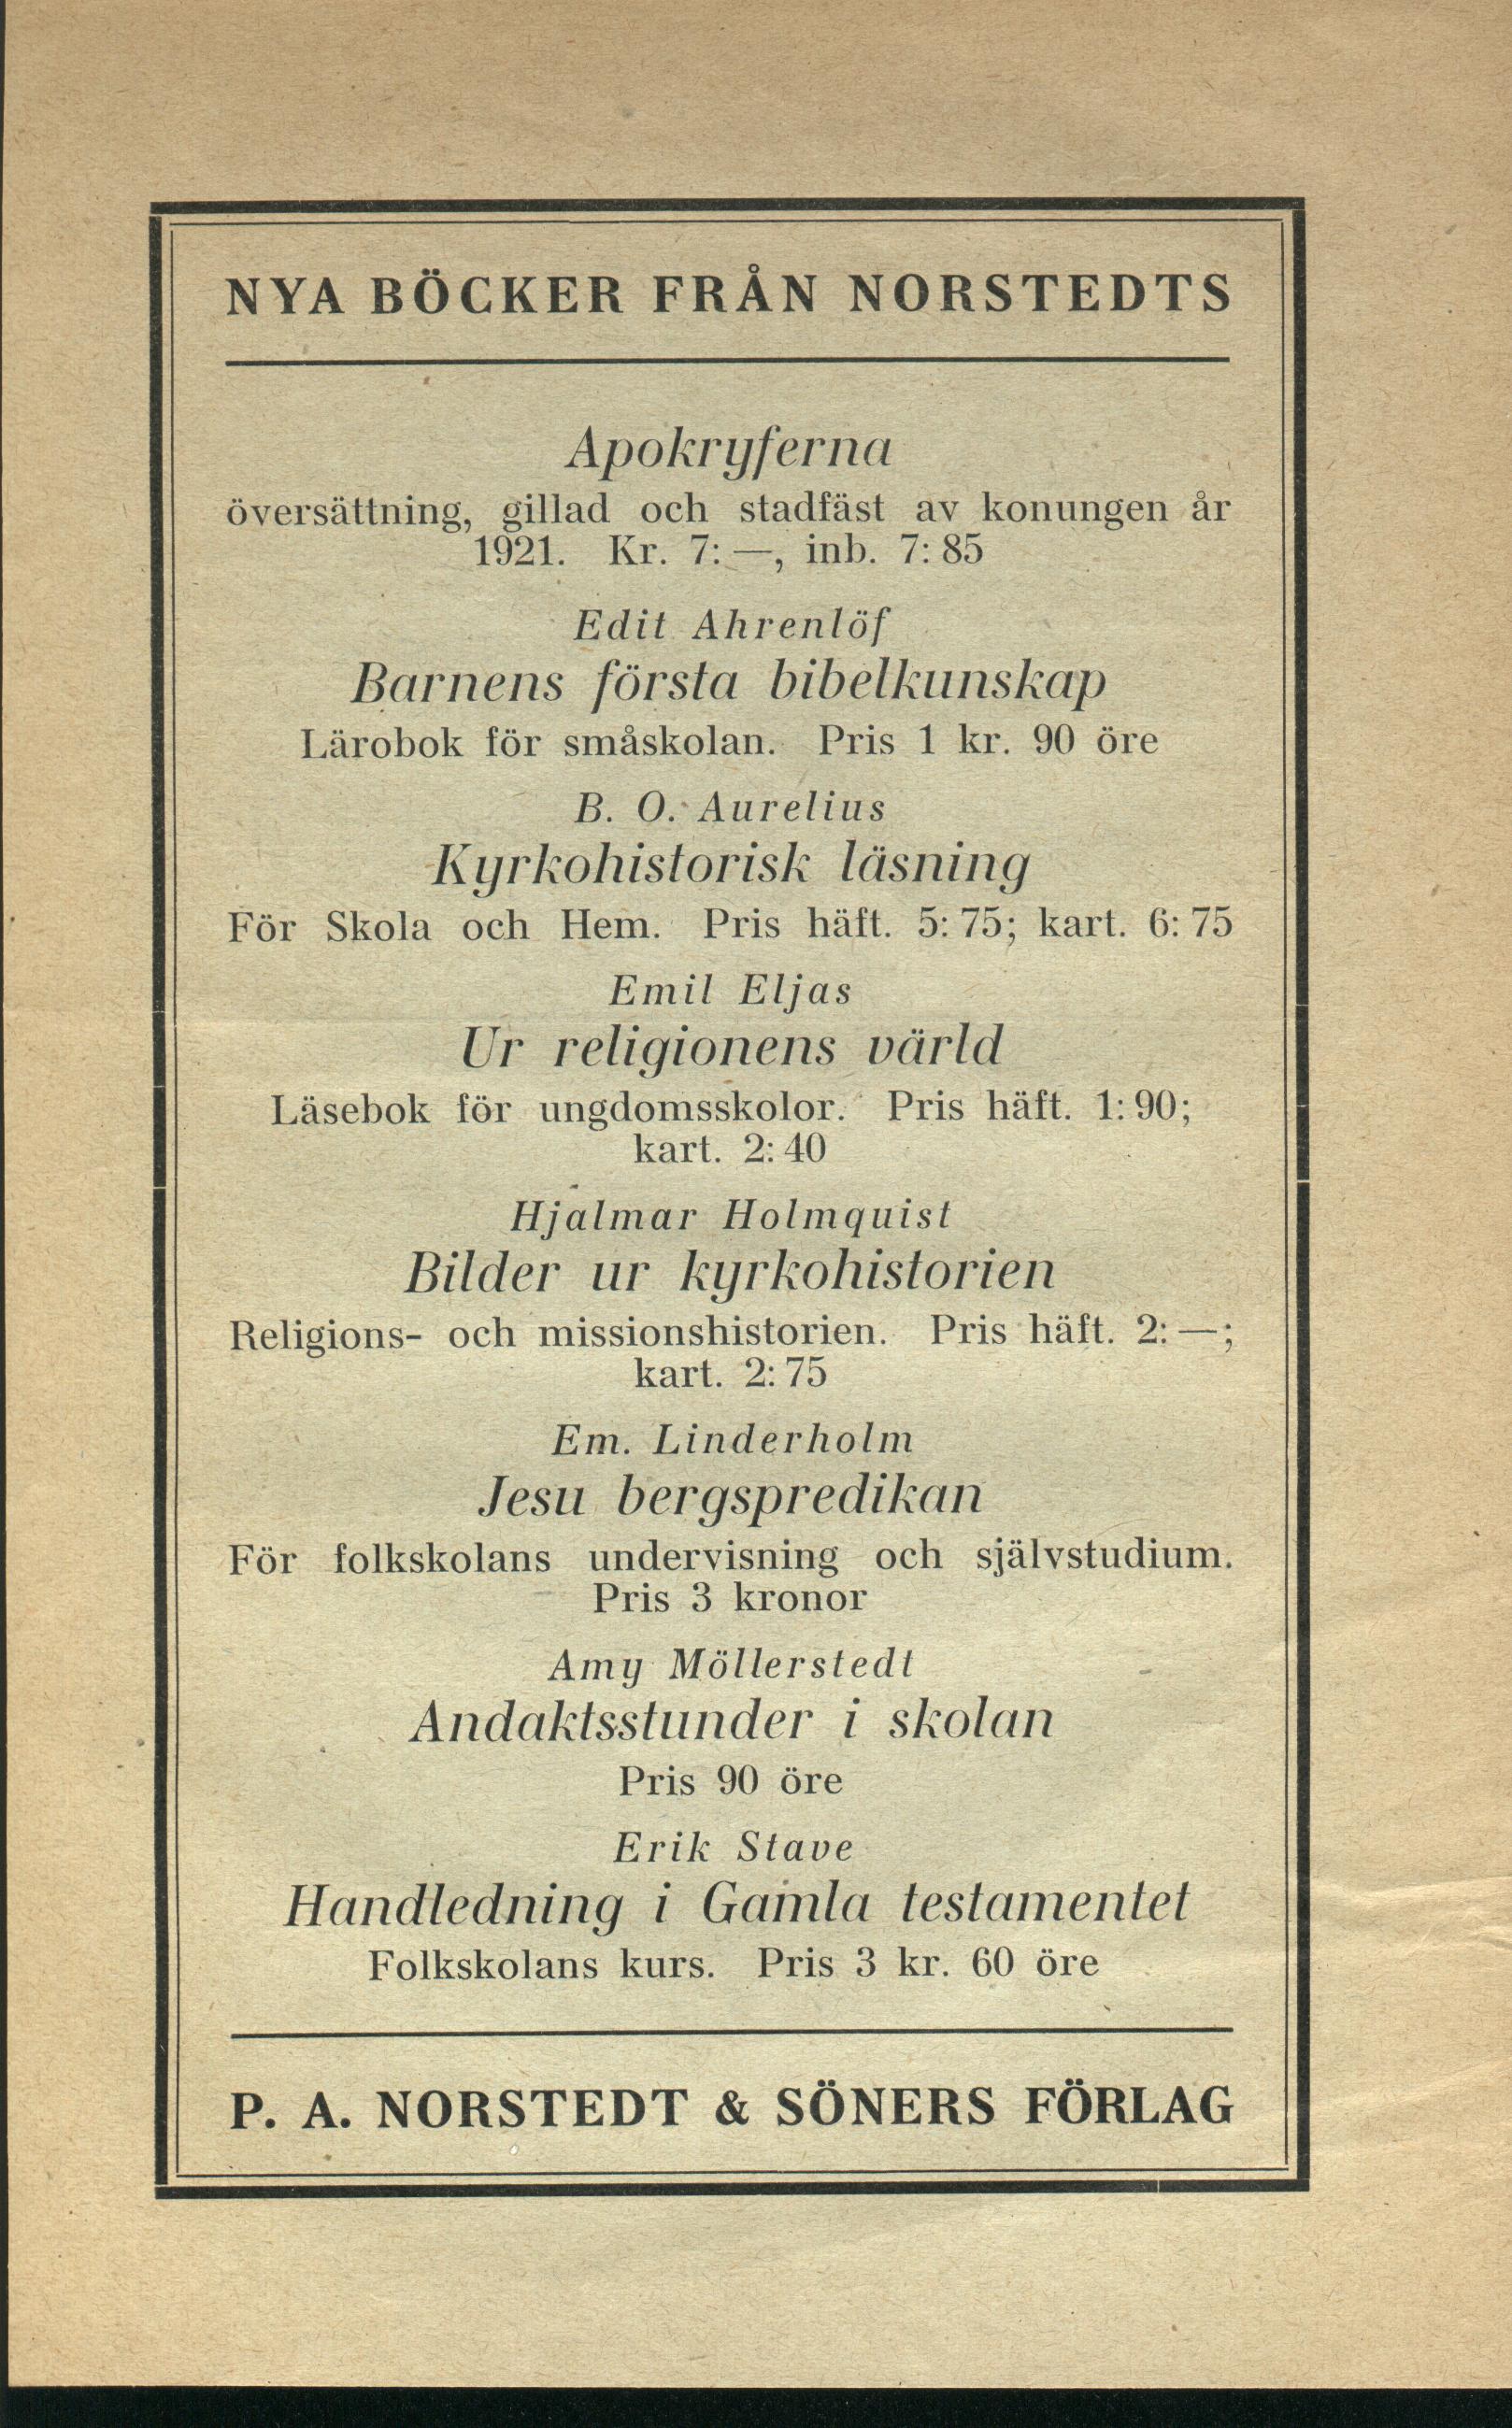 NYA BÖCKER FRÅN NORSTEDTS
Apokryferna
översättning, gillad och stadfäst av konungen år
1921. Kr. 7: —, inb. 7: 85
Edit Ahrenlöf
Barnens första bibelkunskap
Lärobok för småskolan. Pris 1 kr. 90 öre
B. O. Aurelius
Kyrkohistorisk läsning
För Skola och Hem. Pris häft. 5: 75; kart. 6: 75
Emil Eljas
Ur religionens värld
Läsebok för ungdomsskolor. Pris häft. 1: 90;
kart. 2: 40
Hjalmar Holmquist
Bilder ur kyrkohistorien
Religions- och missionshistorien. Pris häft. 2: —;
kart. 2: 75
Em. Linderholm
Jesu bergspredikan
För folkskolans undervisning och självstudium.
Pris 3 kronor
Amy Möllerstedt
Andaktsstunder i skolan
Pris 90 öre
Erik Stave
Handledning i Gamla testamentet
Folkskolans kurs. Pris 3 kr. 60 öre
P. A. NORSTEDT & SÖNERS FÖRLAG